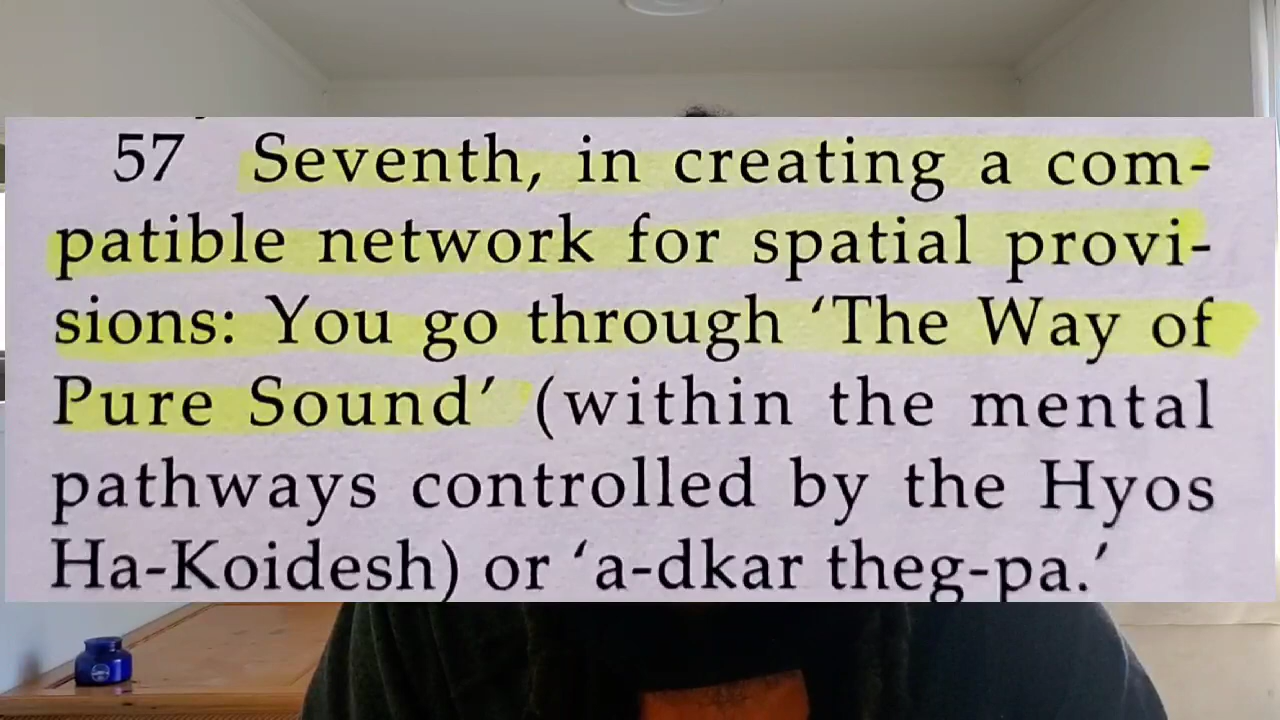 57 Seventh, in creating a com-
patible network for spatial provi-
sions: You go through ‘The Way of
Pure Sound’ (within the mental
pathways controlled by the Hyos
Ha-Koidesh) or ‘a-dkar theg-pa.’